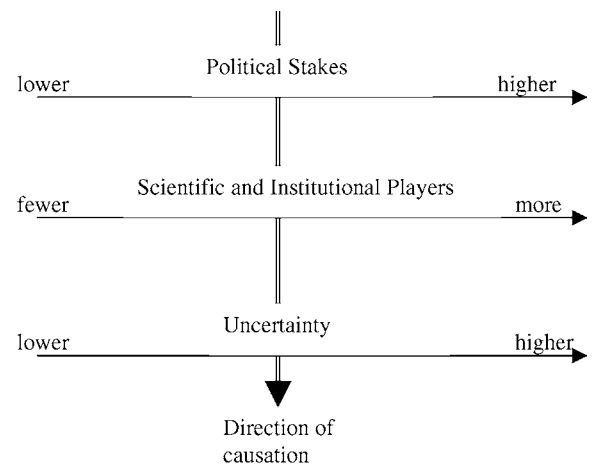 Political Stakes
lower higher
Scientific and Institutional Players
fewer more
Uncertainty
lower higher
Direction of
causation